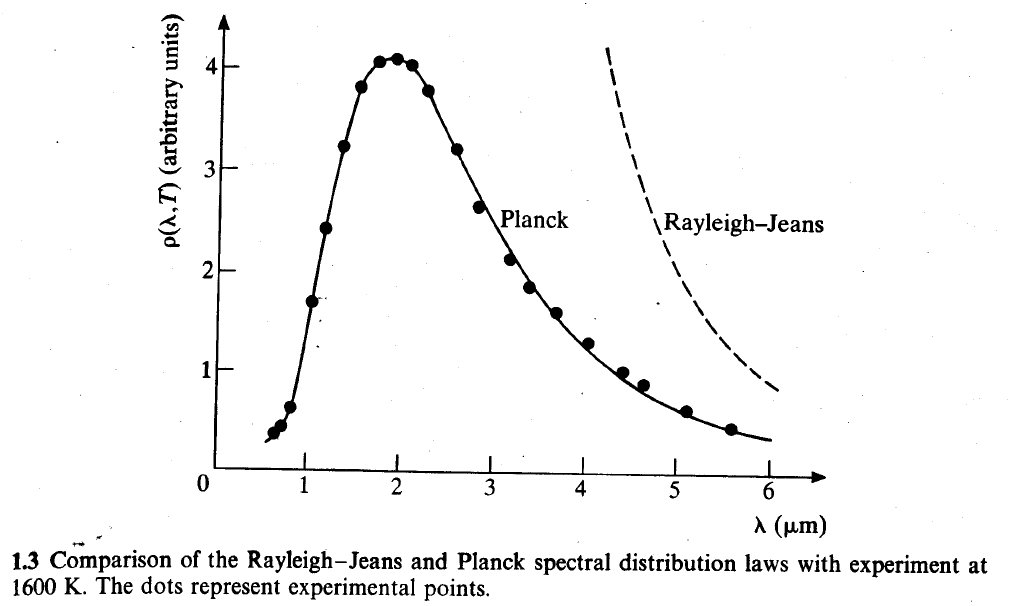 ρ(λ,T) (arbitrary units)
4
3
2
1
0
1
2
3
4
5
6
Planck
Rayleigh–Jeans
λ (μm)
1.3 Comparison of the Rayleigh–Jeans and Planck spectral distribution laws with experiment at
1600 K. The dots represent experimental points.